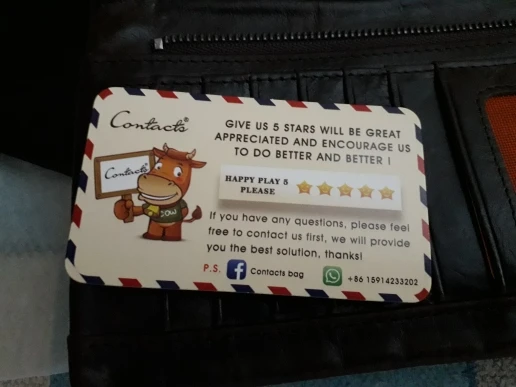 Contacts®
GIVE US 5 STARS WILL BE GREAT
APPRECIATED AND ENCOURAGE US
TO DO BETTER AND BETTER !
Contacts
COW
HAPPY PLAY 5
PLEASE
If you have any questions, please feel
free to contact us first, we will provide
you the best solution, thanks!
P.S. f Contacts bag +86 15914233202